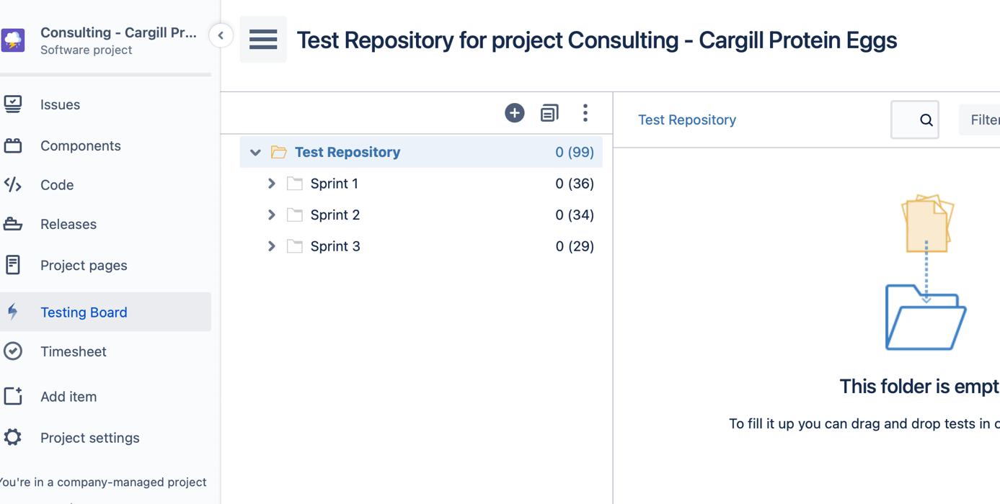 Consulting - Cargill Pr...
Software project
Issues
Components
Code
Releases
Project pages
Testing Board
Timesheet
Add item
Project settings
You're in a company-managed project
Test Repository for project Consulting - Cargill Protein Eggs
Test Repository 0 (99)
Sprint 1 0 (36)
Sprint 2 0 (34)
Sprint 3 0 (29)
Test Repository
Filter
This folder is empt
To fill it up you can drag and drop tests in